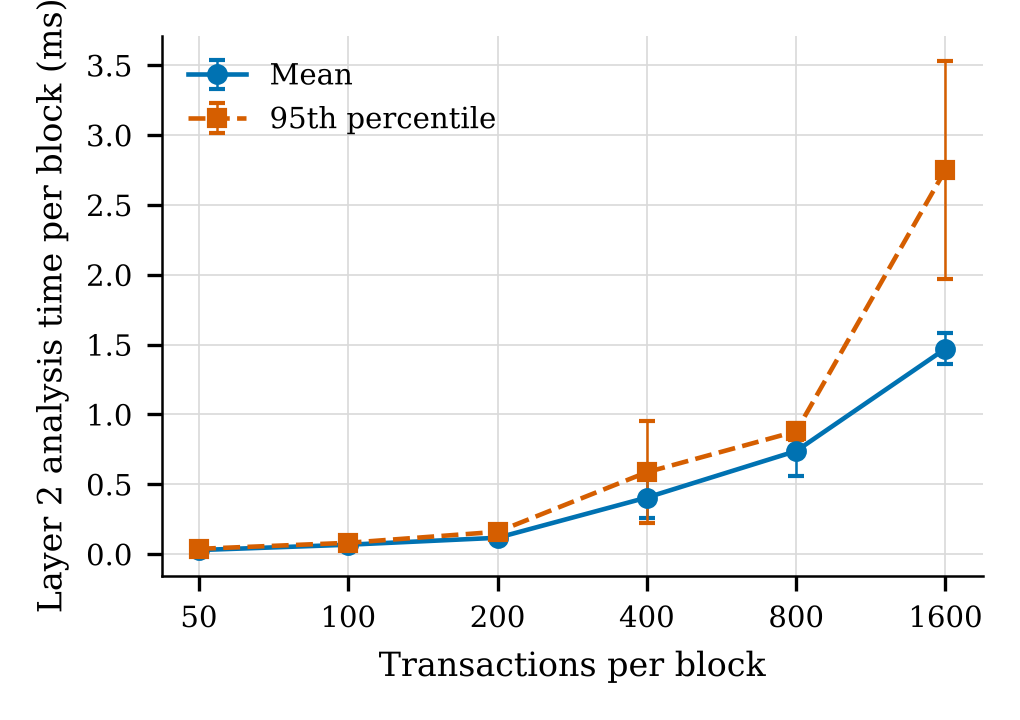 Layer 2 analysis time per block (ms)
3.5
3.0
2.5
2.0
1.5
1.0
0.5
0.0
Mean
95th percentile
50 100 200 400 800 1600
Transactions per block